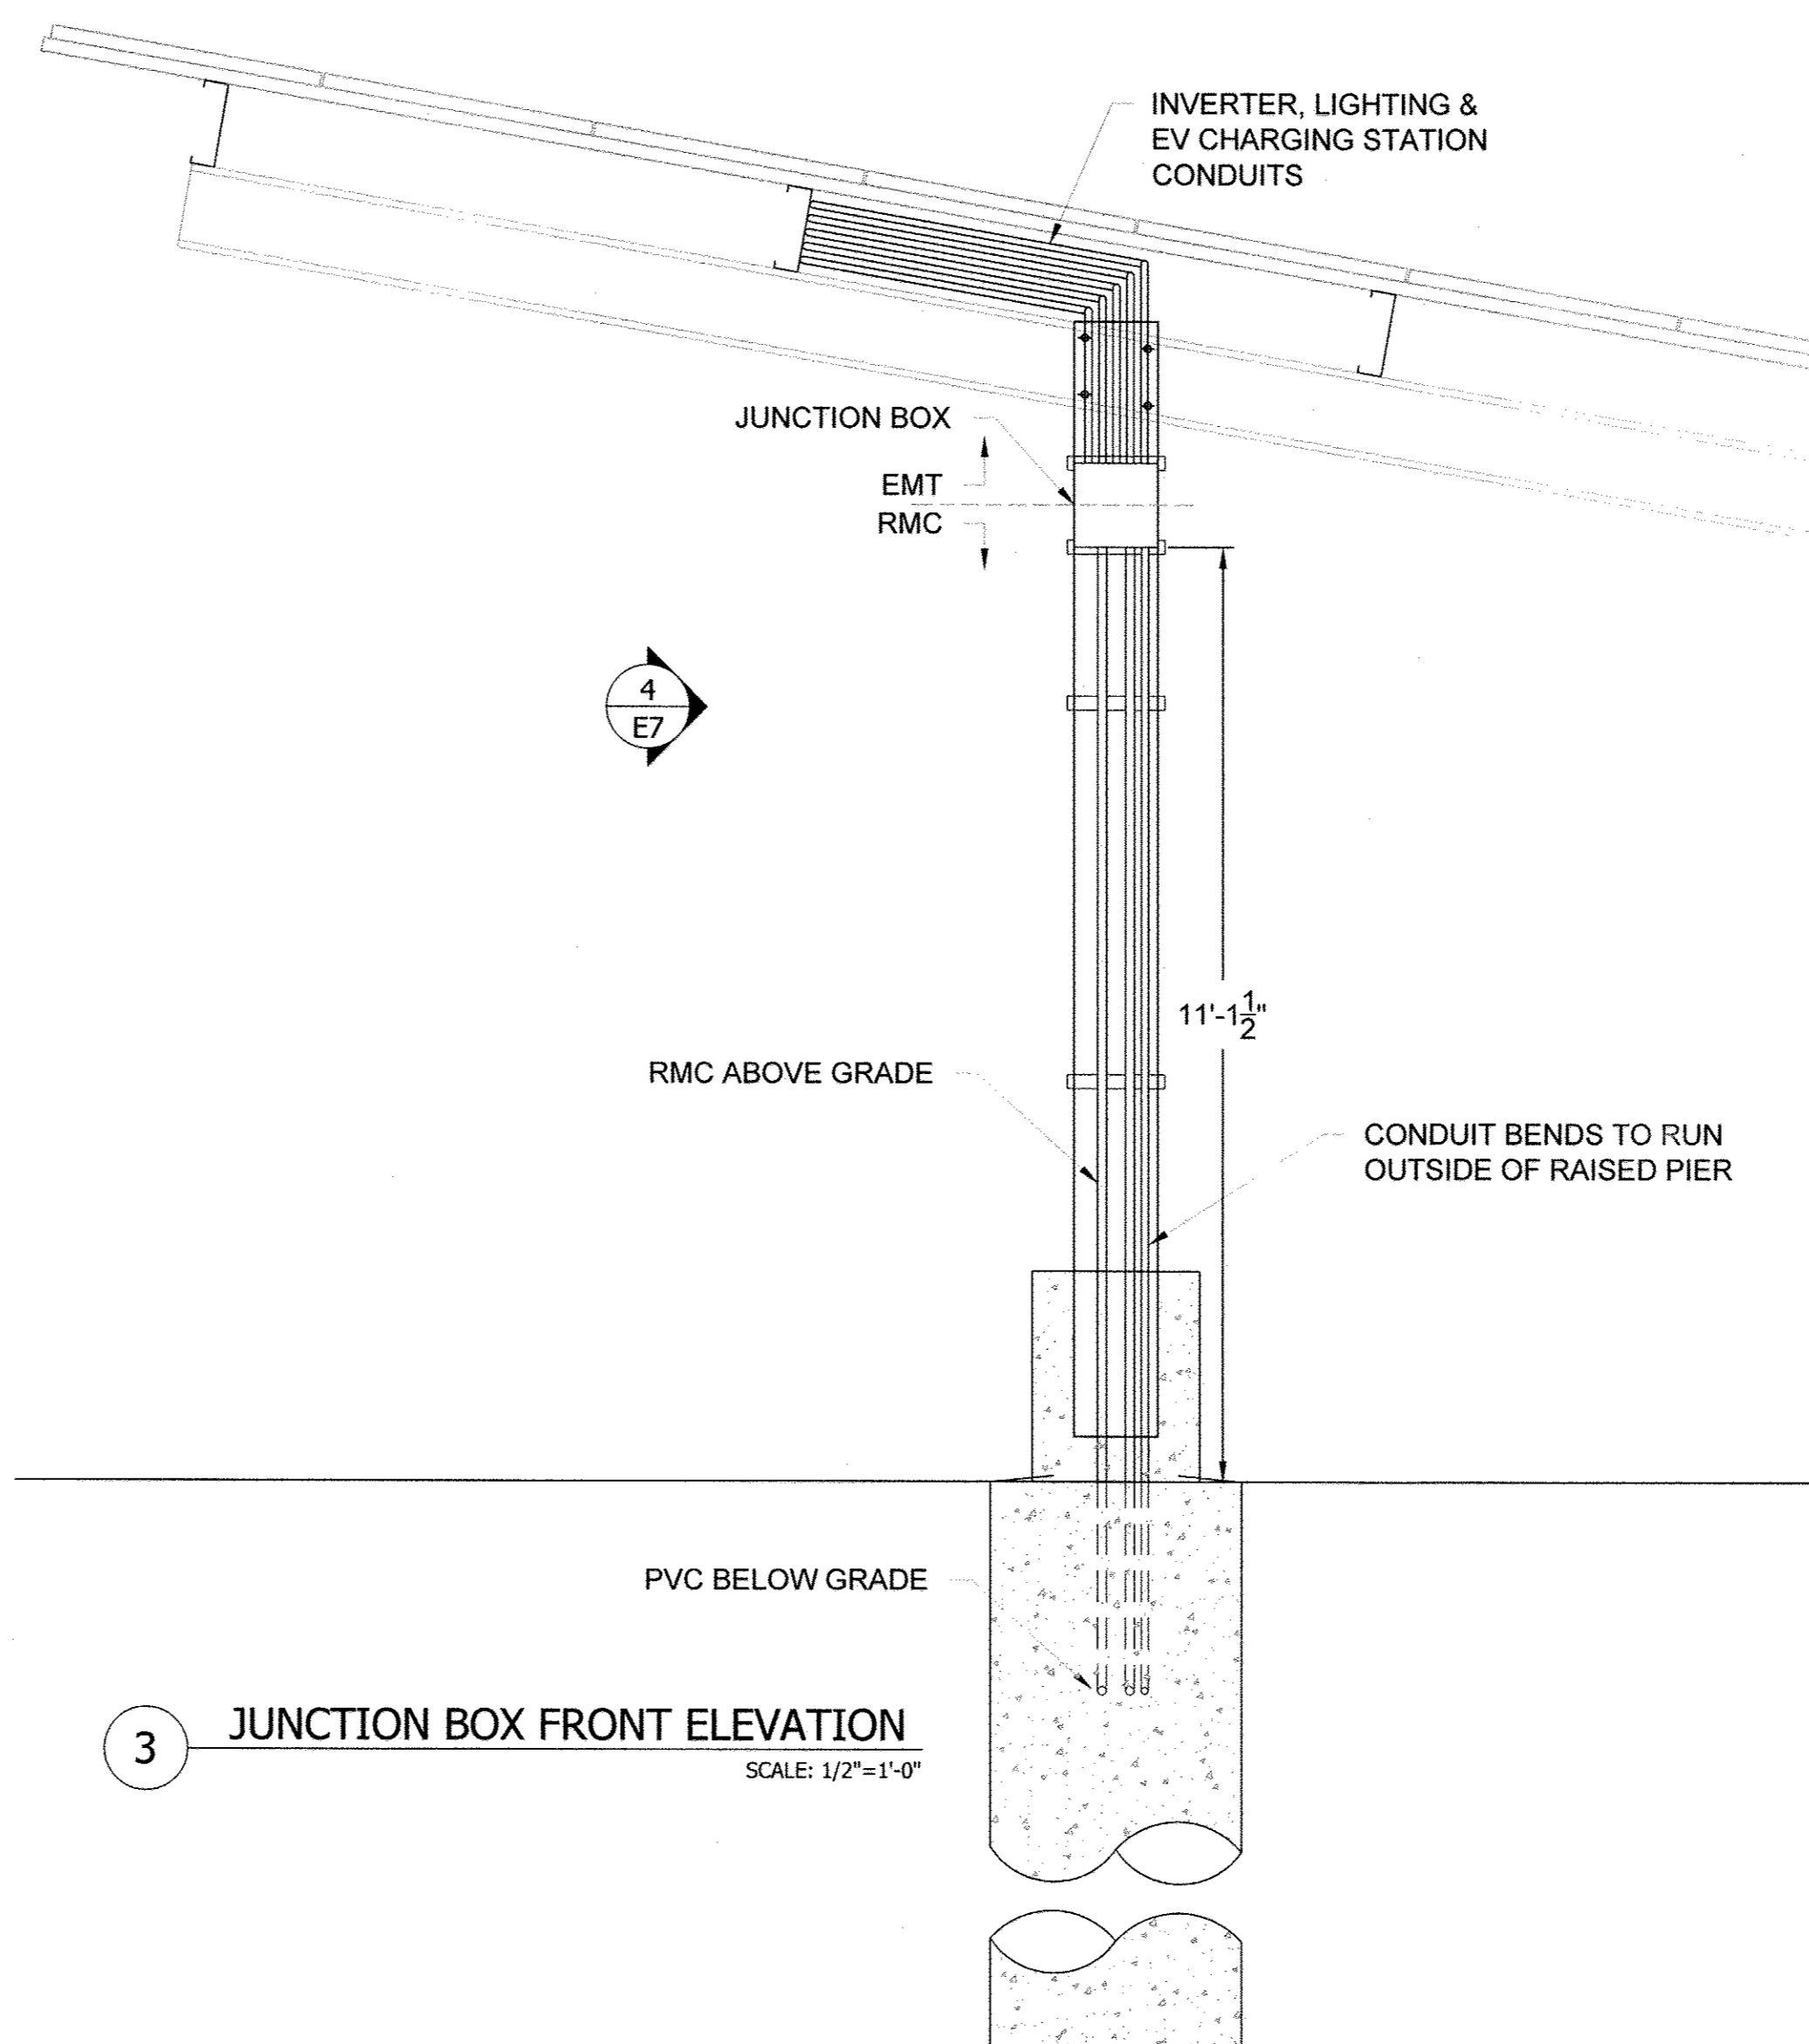 INVERTER, LIGHTING &
EV CHARGING STATION
CONDUITS
JUNCTION BOX
EMT
RMC
4
E7
11'-1 1/2"
RMC ABOVE GRADE
CONDUIT BENDS TO RUN
OUTSIDE OF RAISED PIER
PVC BELOW GRADE
3
JUNCTION BOX FRONT ELEVATION
SCALE: 1/2"=1'-0"